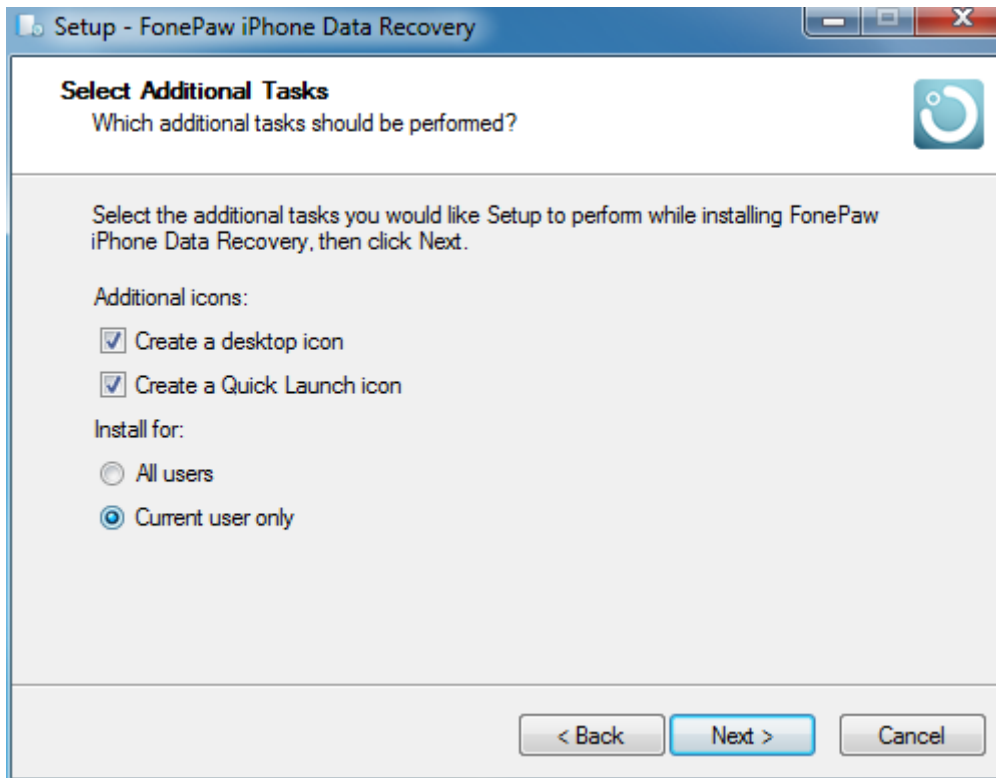 Setup - FonePaw iPhone Data Recovery
Select Additional Tasks
Which additional tasks should be performed?
Select the additional tasks you would like Setup to perform while installing FonePaw
iPhone Data Recovery, then click Next.
Additional icons:
Create a desktop icon
Create a Quick Launch icon
Install for:
All users
Current user only
< Back Next > Cancel